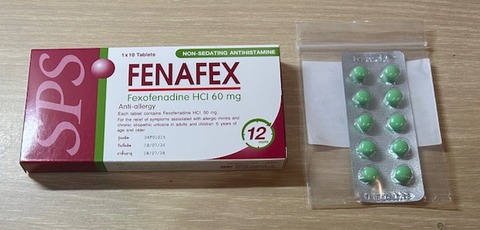 SPS
1 x 10 Tablets
NON-SEDATING ANTIHISTAMINE
FENAFEX
Fexofenadine HCl 60 mg
Anti-allergy
Each tablet contains Fexofenadine HCl 60 mg.
For the relief of symptoms associated with allergic rhinitis and
chronic idiopathic urticaria in adults and children 6 years of
age and older
12